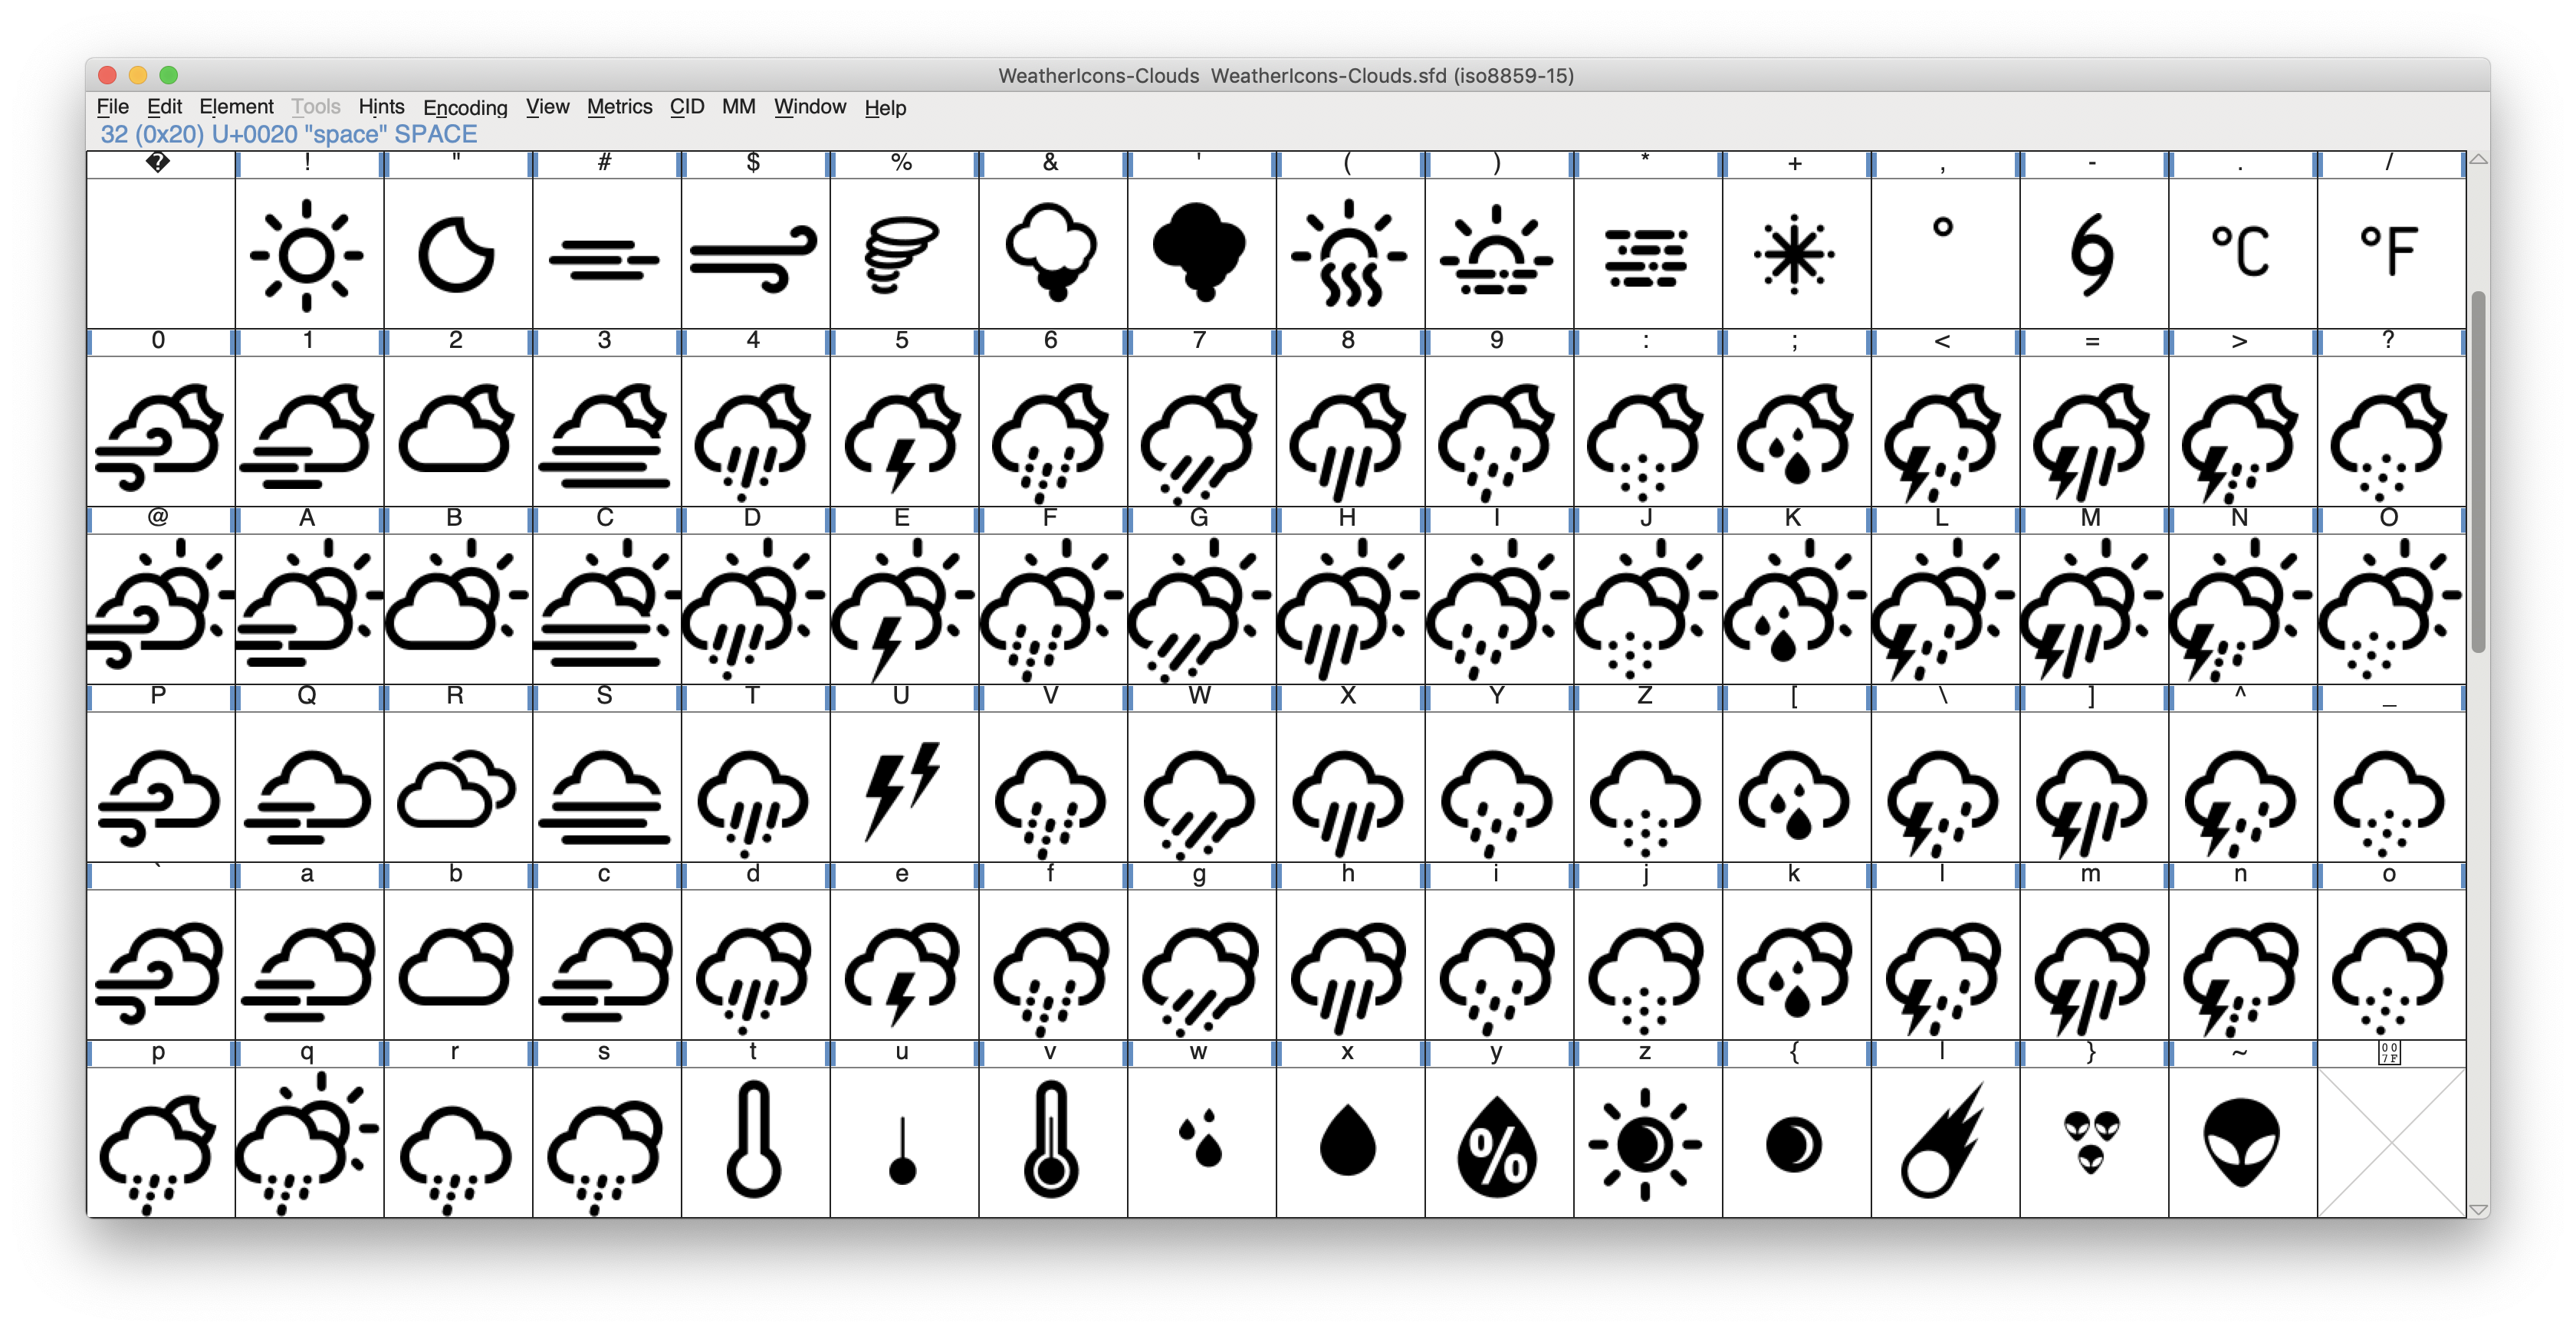 WeatherIcons-Clouds WeatherIcons-Clouds.sfd (iso8859-15)
File Edit Element Tools Hints Encoding View Metrics CID MM Window Help
32 (0x20) U+0020 "space" SPACE
� ! " # $ % & ' ( ) * + , - . /
° °C °F
0 1 2 3 4 5 6 7 8 9 : ; < = > ?
@ A B C D E F G H I J K L M N O
P Q R S T U V W X Y Z [ \ ] ^ _
` a b c d e f g h i j k l m n o
p q r s t u v w x y z { | } ~ 007F
%